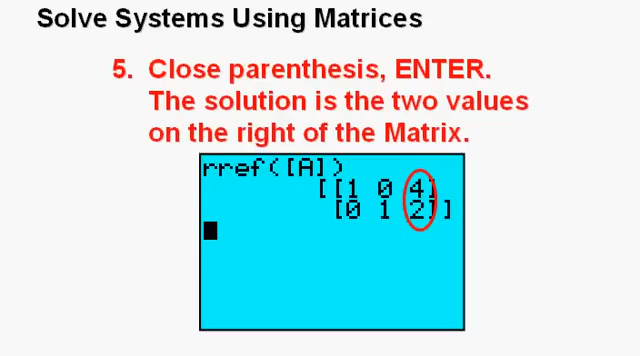 Solve Systems Using Matrices
5. Close parenthesis, ENTER.
The solution is the two values
on the right of the Matrix.
rref([A])
[[1 0 4]
[0 1 2]]